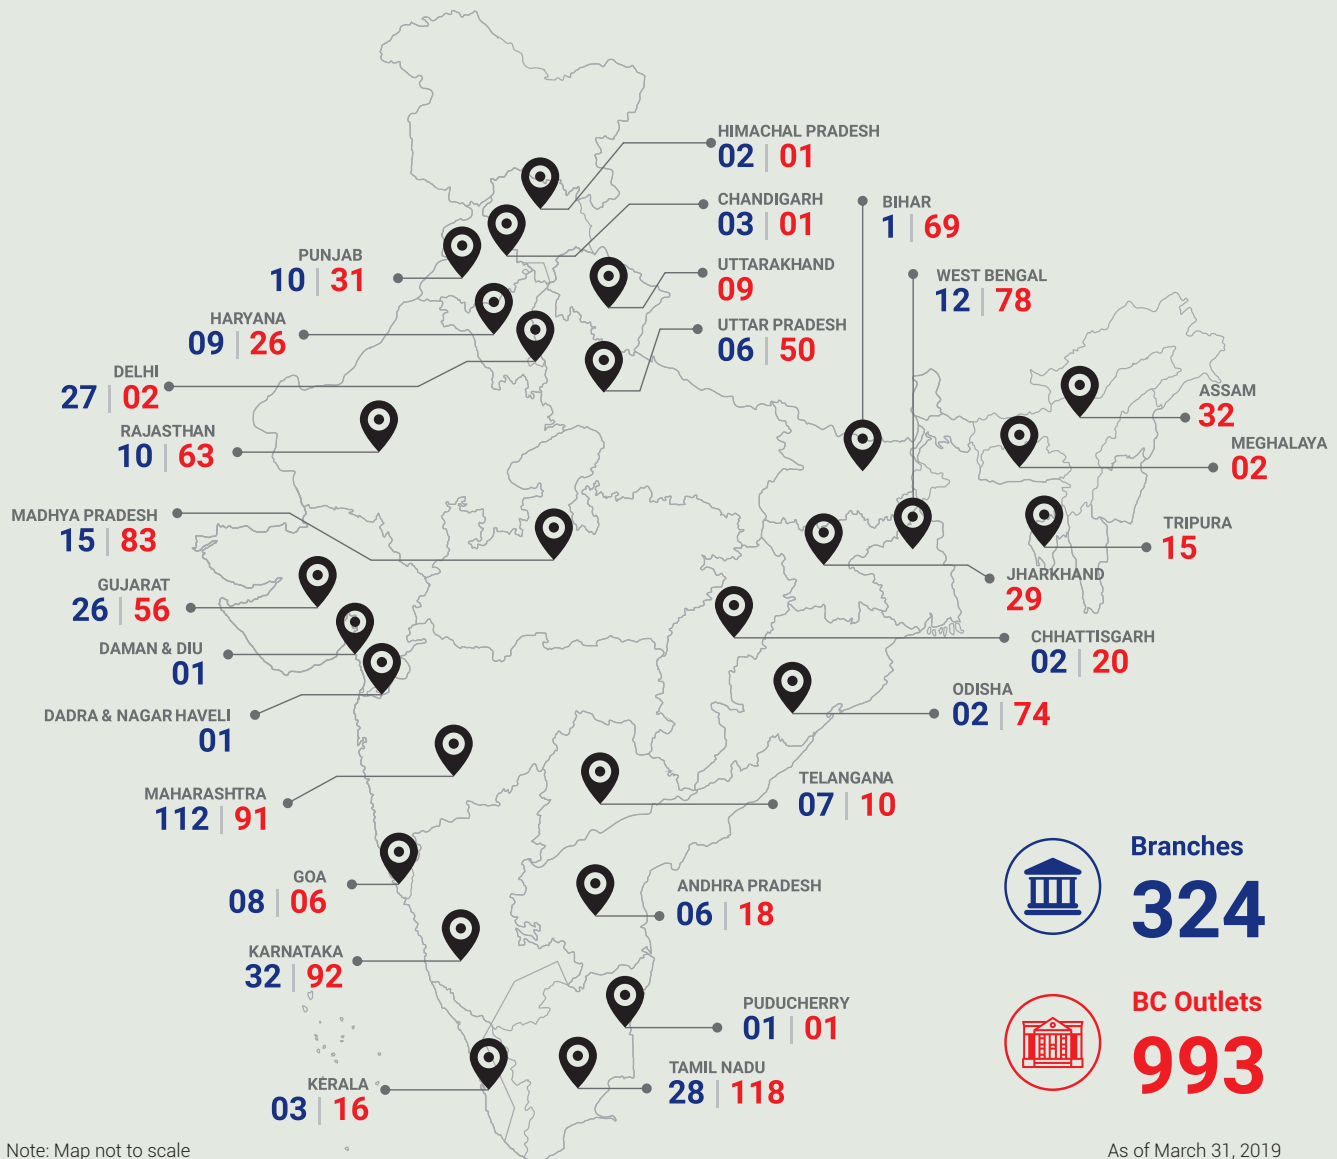 HIMACHAL PRADESH
02 | 01
CHANDIGARH
03 | 01
BIHAR
1 | 69
PUNJAB
10 | 31
UTTARAKHAND
09
WEST BENGAL
12 | 78
HARYANA
09 | 26
UTTAR PRADESH
06 | 50
DELHI
27 | 02
ASSAM
32
RAJASTHAN
10 | 63
MEGHALAYA
02
MADHYA PRADESH
15 | 83
TRIPURA
15
GUJARAT
26 | 56
JHARKHAND
29
DAMAN & DIU
01
CHHATTISGARH
02 | 20
DADRA & NAGAR HAVELI
01
ODISHA
02 | 74
MAHARASHTRA
112 | 91
TELANGANA
07 | 10
GOA
08 | 06
ANDHRA PRADESH
06 | 18
Branches
324
KARNATAKA
32 | 92
PUDUCHERRY
01 | 01
BC Outlets
993
KERALA
03 | 16
TAMIL NADU
28 | 118
Note: Map not to scale
As of March 31, 2019